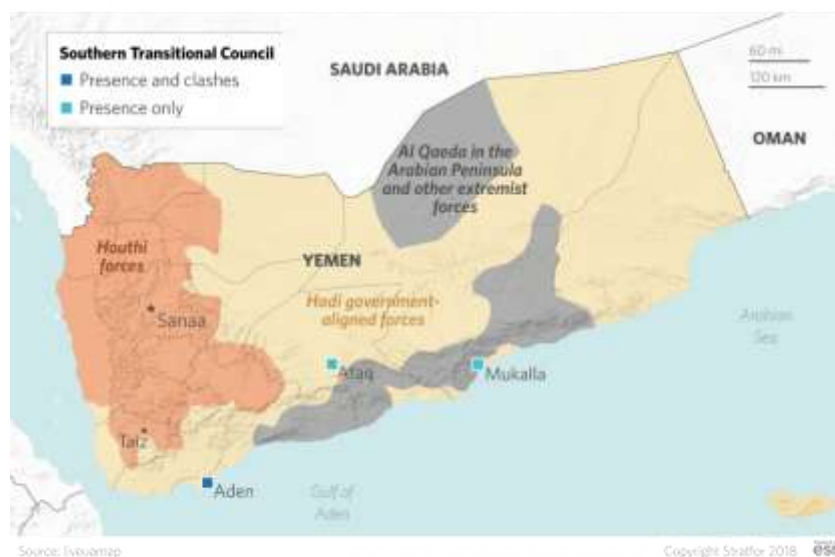 Southern Transitional Council
Presence and clashes
Presence only
SAUDI ARABIA
60 mi
120 km
OMAN
Al Qaeda in the
Arabian Peninsula
and other extremist
forces
Houthi
forces
YEMEN
Hadi government-
aligned forces
Sanaa
Arabian
Sea
Ataq
Mukalla
Taiz
Aden
Gulf of
Aden
Source: liveuamap
Copyright Stratfor 2018